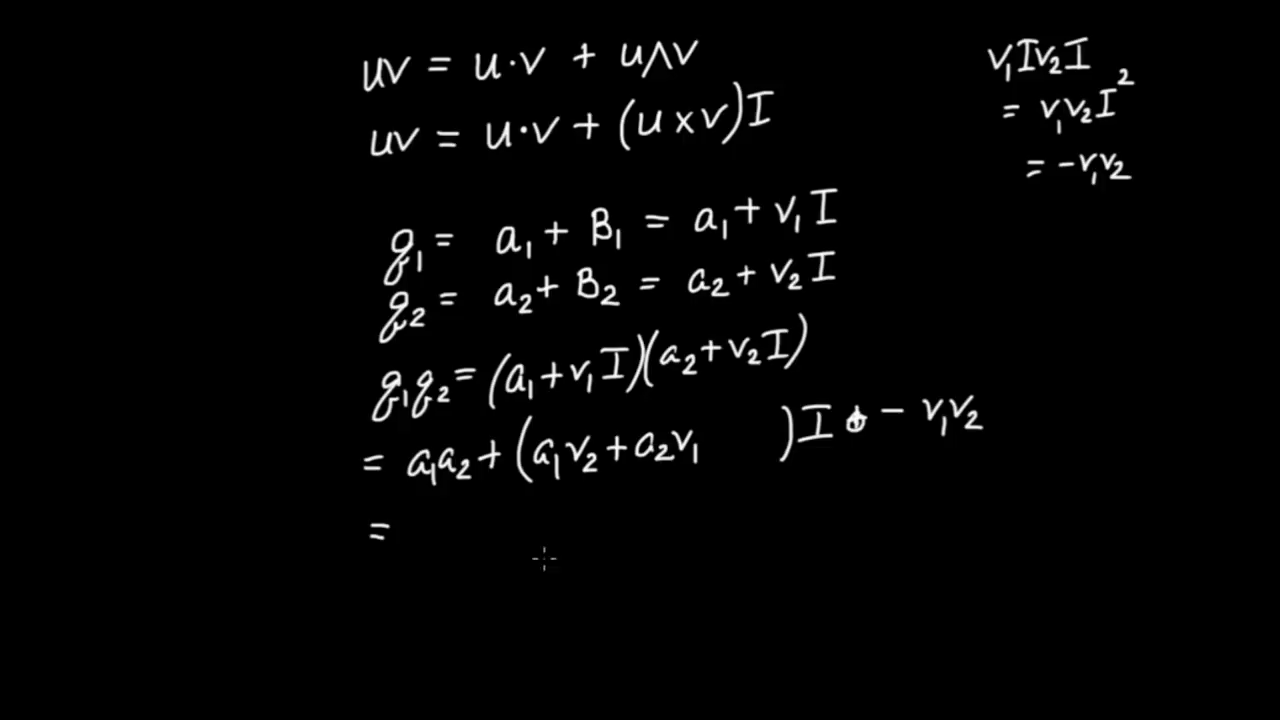 uv = u·v + u∧v
uv = u·v + (u×v)I
g₁ = a₁ + B₁ = a₁ + v₁I
g₂ = a₂ + B₂ = a₂ + v₂I
g₁g₂ = (a₁+v₁I)(a₂+v₂I)
= a₁a₂ + (a₁v₂ + a₂v₁ )I - v₁v₂
=
v₁Iv₂I
= v₁v₂I²
= -v₁v₂